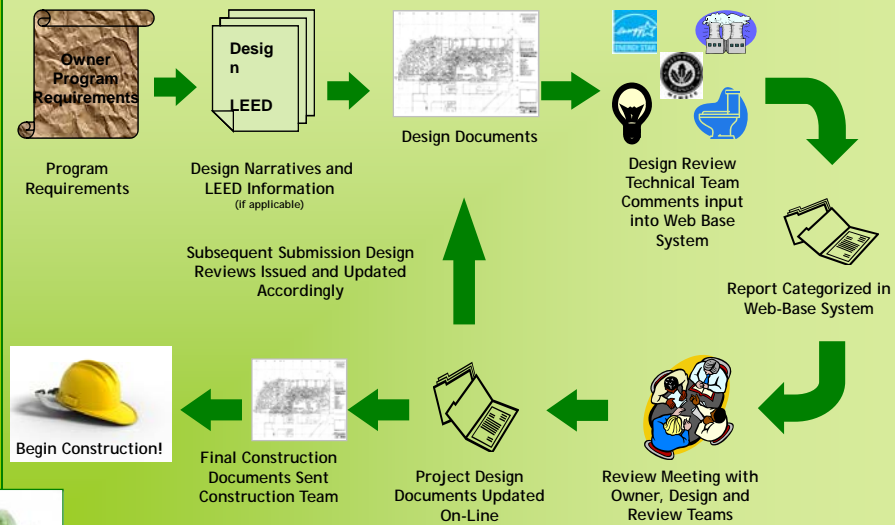 Owner
Program
Requirements
Desig
n
LEED
ENERGY STAR
Program
Requirements
Design Narratives and
LEED Information
(if applicable)
Design Documents
Design Review
Technical Team
Comments input
into Web Base
System
Report Categorized in
Web-Base System
Subsequent Submission Design
Reviews Issued and Updated
Accordingly
Begin Construction!
Final Construction
Documents Sent
Construction Team
Project Design
Documents Updated
On-Line
Review Meeting with
Owner, Design and
Review Teams